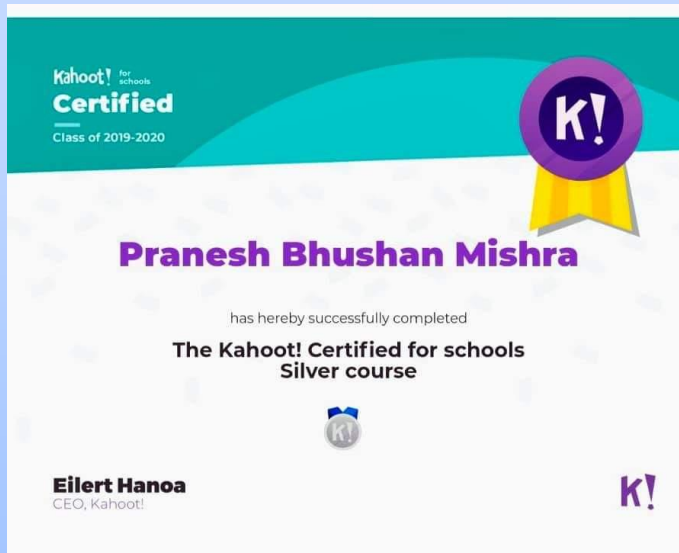 Kahoot! for schools
Certified
Class of 2019-2020
K!
Pranesh Bhushan Mishra
has hereby successfully completed
The Kahoot! Certified for schools
Silver course
K!
Eilert Hanoa
CEO, Kahoot!
K!